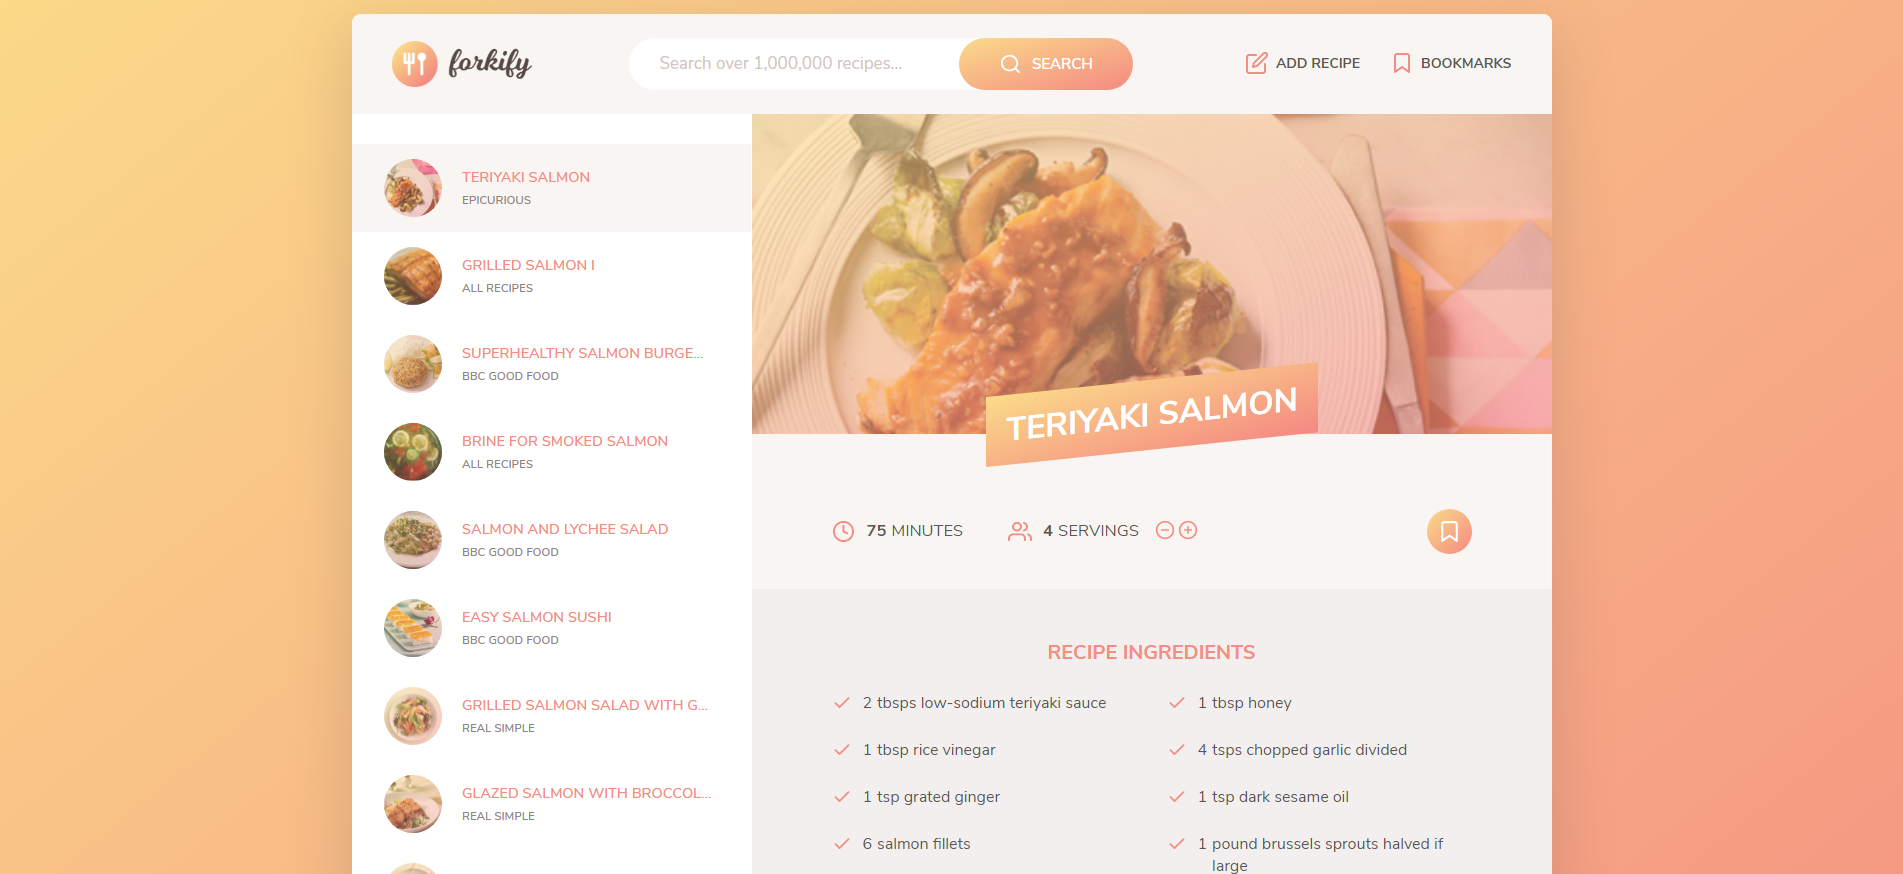 forkify
Search over 1,000,000 recipes...
SEARCH
ADD RECIPE
BOOKMARKS
TERIYAKI SALMON
EPICURIOUS
GRILLED SALMON I
ALL RECIPES
SUPERHEALTHY SALMON BURGE...
BBC GOOD FOOD
BRINE FOR SMOKED SALMON
ALL RECIPES
SALMON AND LYCHEE SALAD
BBC GOOD FOOD
EASY SALMON SUSHI
BBC GOOD FOOD
GRILLED SALMON SALAD WITH G...
REAL SIMPLE
GLAZED SALMON WITH BROCCOL...
REAL SIMPLE
TERIYAKI SALMON
75 MINUTES
4 SERVINGS
RECIPE INGREDIENTS
2 tbsps low-sodium teriyaki sauce
1 tbsp honey
1 tbsp rice vinegar
4 tsps chopped garlic divided
1 tsp grated ginger
1 tsp dark sesame oil
6 salmon fillets
1 pound brussels sprouts halved if
large